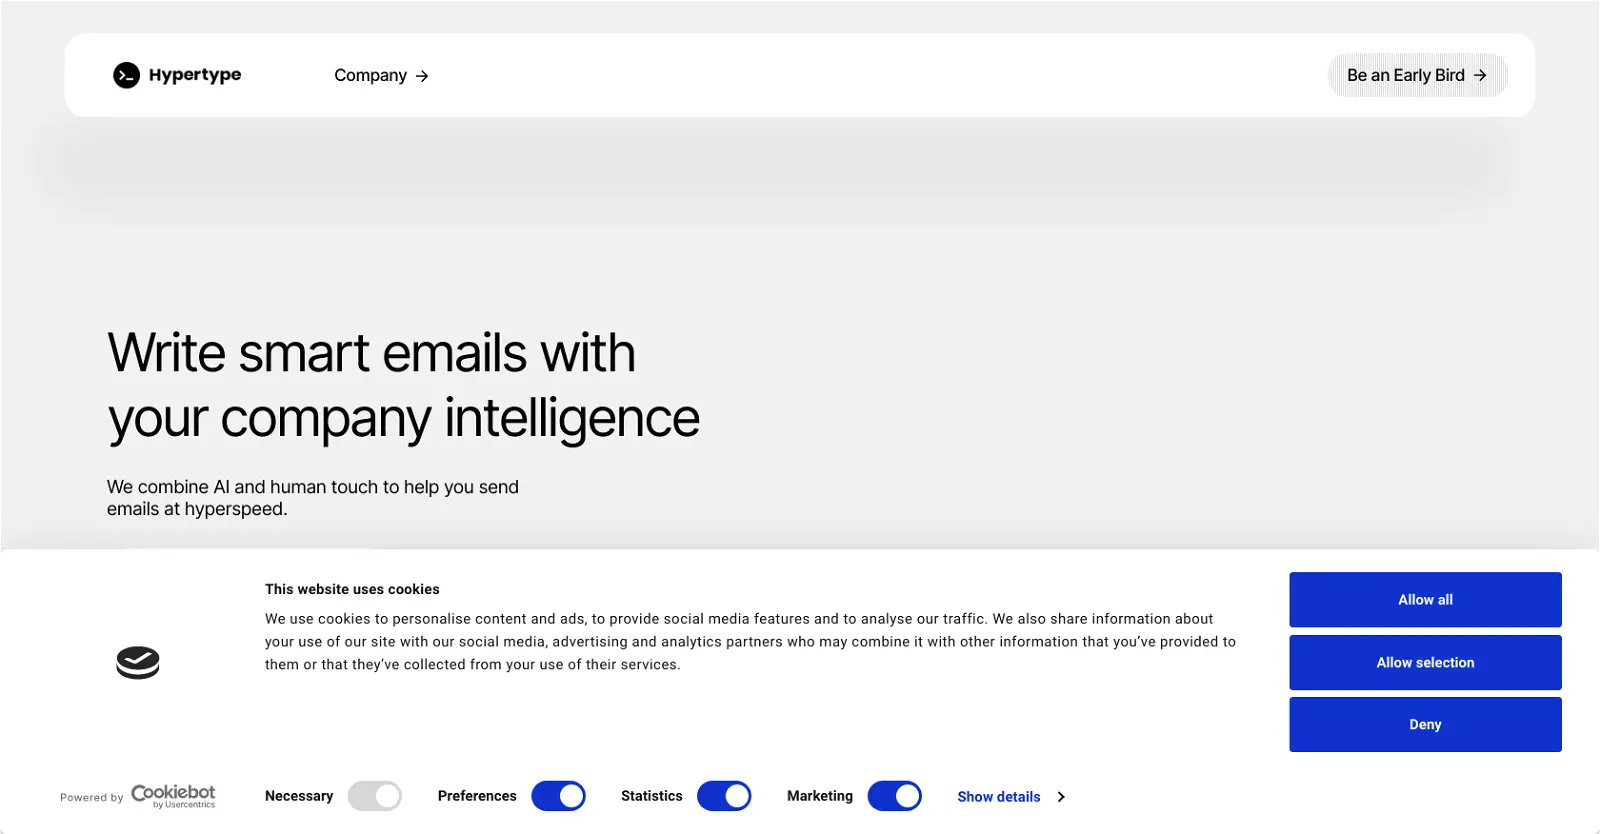 Hypertype
Company →
Be an Early Bird →
Write smart emails with
your company intelligence
We combine AI and human touch to help you send
emails at hyperspeed.
This website uses cookies
We use cookies to personalise content and ads, to provide social media features and to analyse our traffic. We also share information about
your use of our site with our social media, advertising and analytics partners who may combine it with other information that you’ve provided to
them or that they’ve collected from your use of their services.
Allow all
Allow selection
Deny
Powered by Cookiebot
by Usercentrics
Necessary
Preferences
Statistics
Marketing
Show details